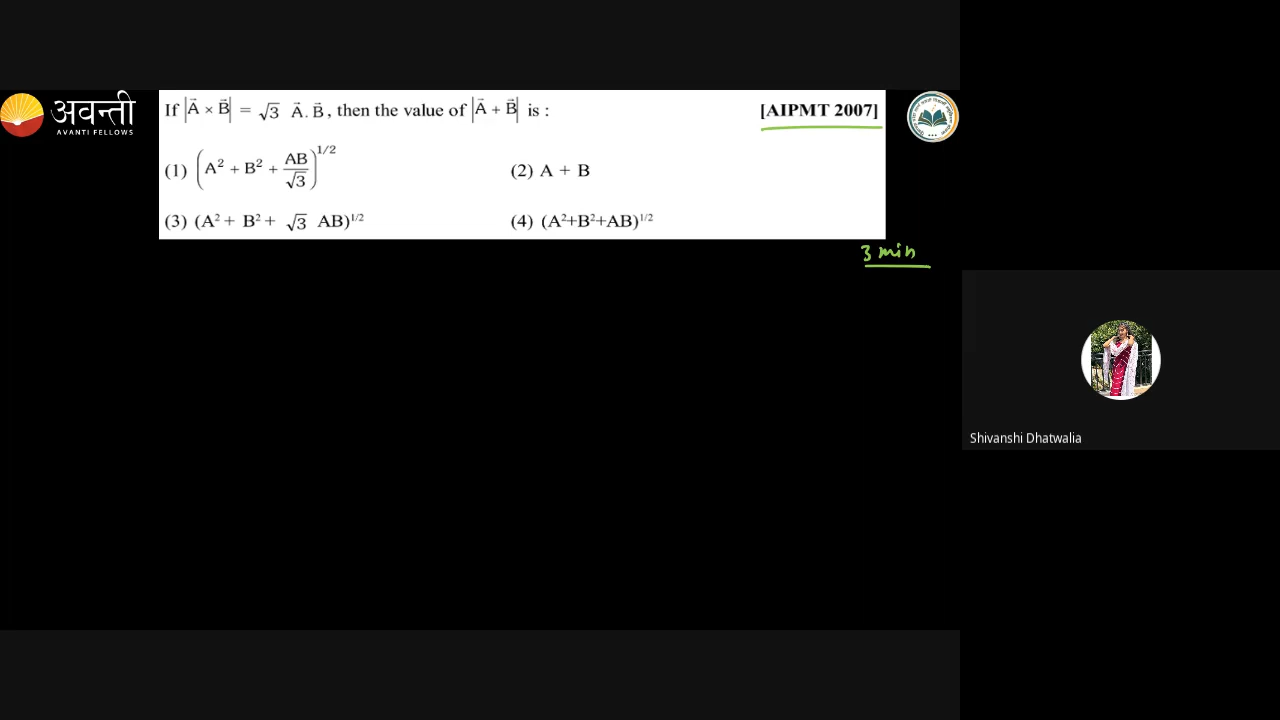 अवन्ती
AVANTI FELLOWS
If |A⃗ × B⃗| = √3 A⃗ . B⃗, then the value of |A⃗ + B⃗| is : [AIPMT 2007]
(1) (A² + B² + AB/√3)^1/2 (2) A + B
(3) (A² + B² + √3 AB)^1/2 (4) (A²+B²+AB)^1/2
3 min
Shivanshi Dhatwalia